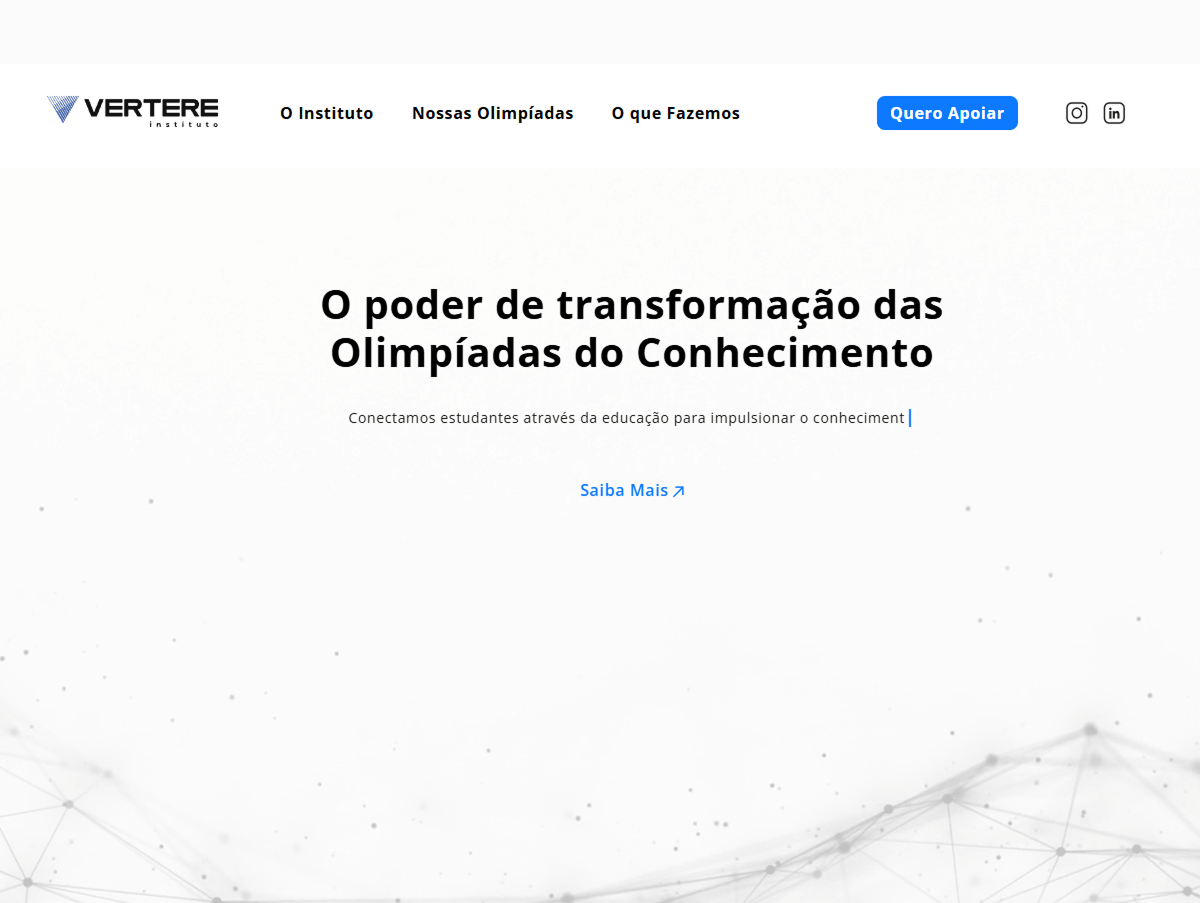 VERTERE
instituto
O Instituto
Nossas Olimpíadas
O que Fazemos
Quero Apoiar
in
O poder de transformação das
Olimpíadas do Conhecimento
Conectamos estudantes através da educação para impulsionar o conheciment
Saiba Mais